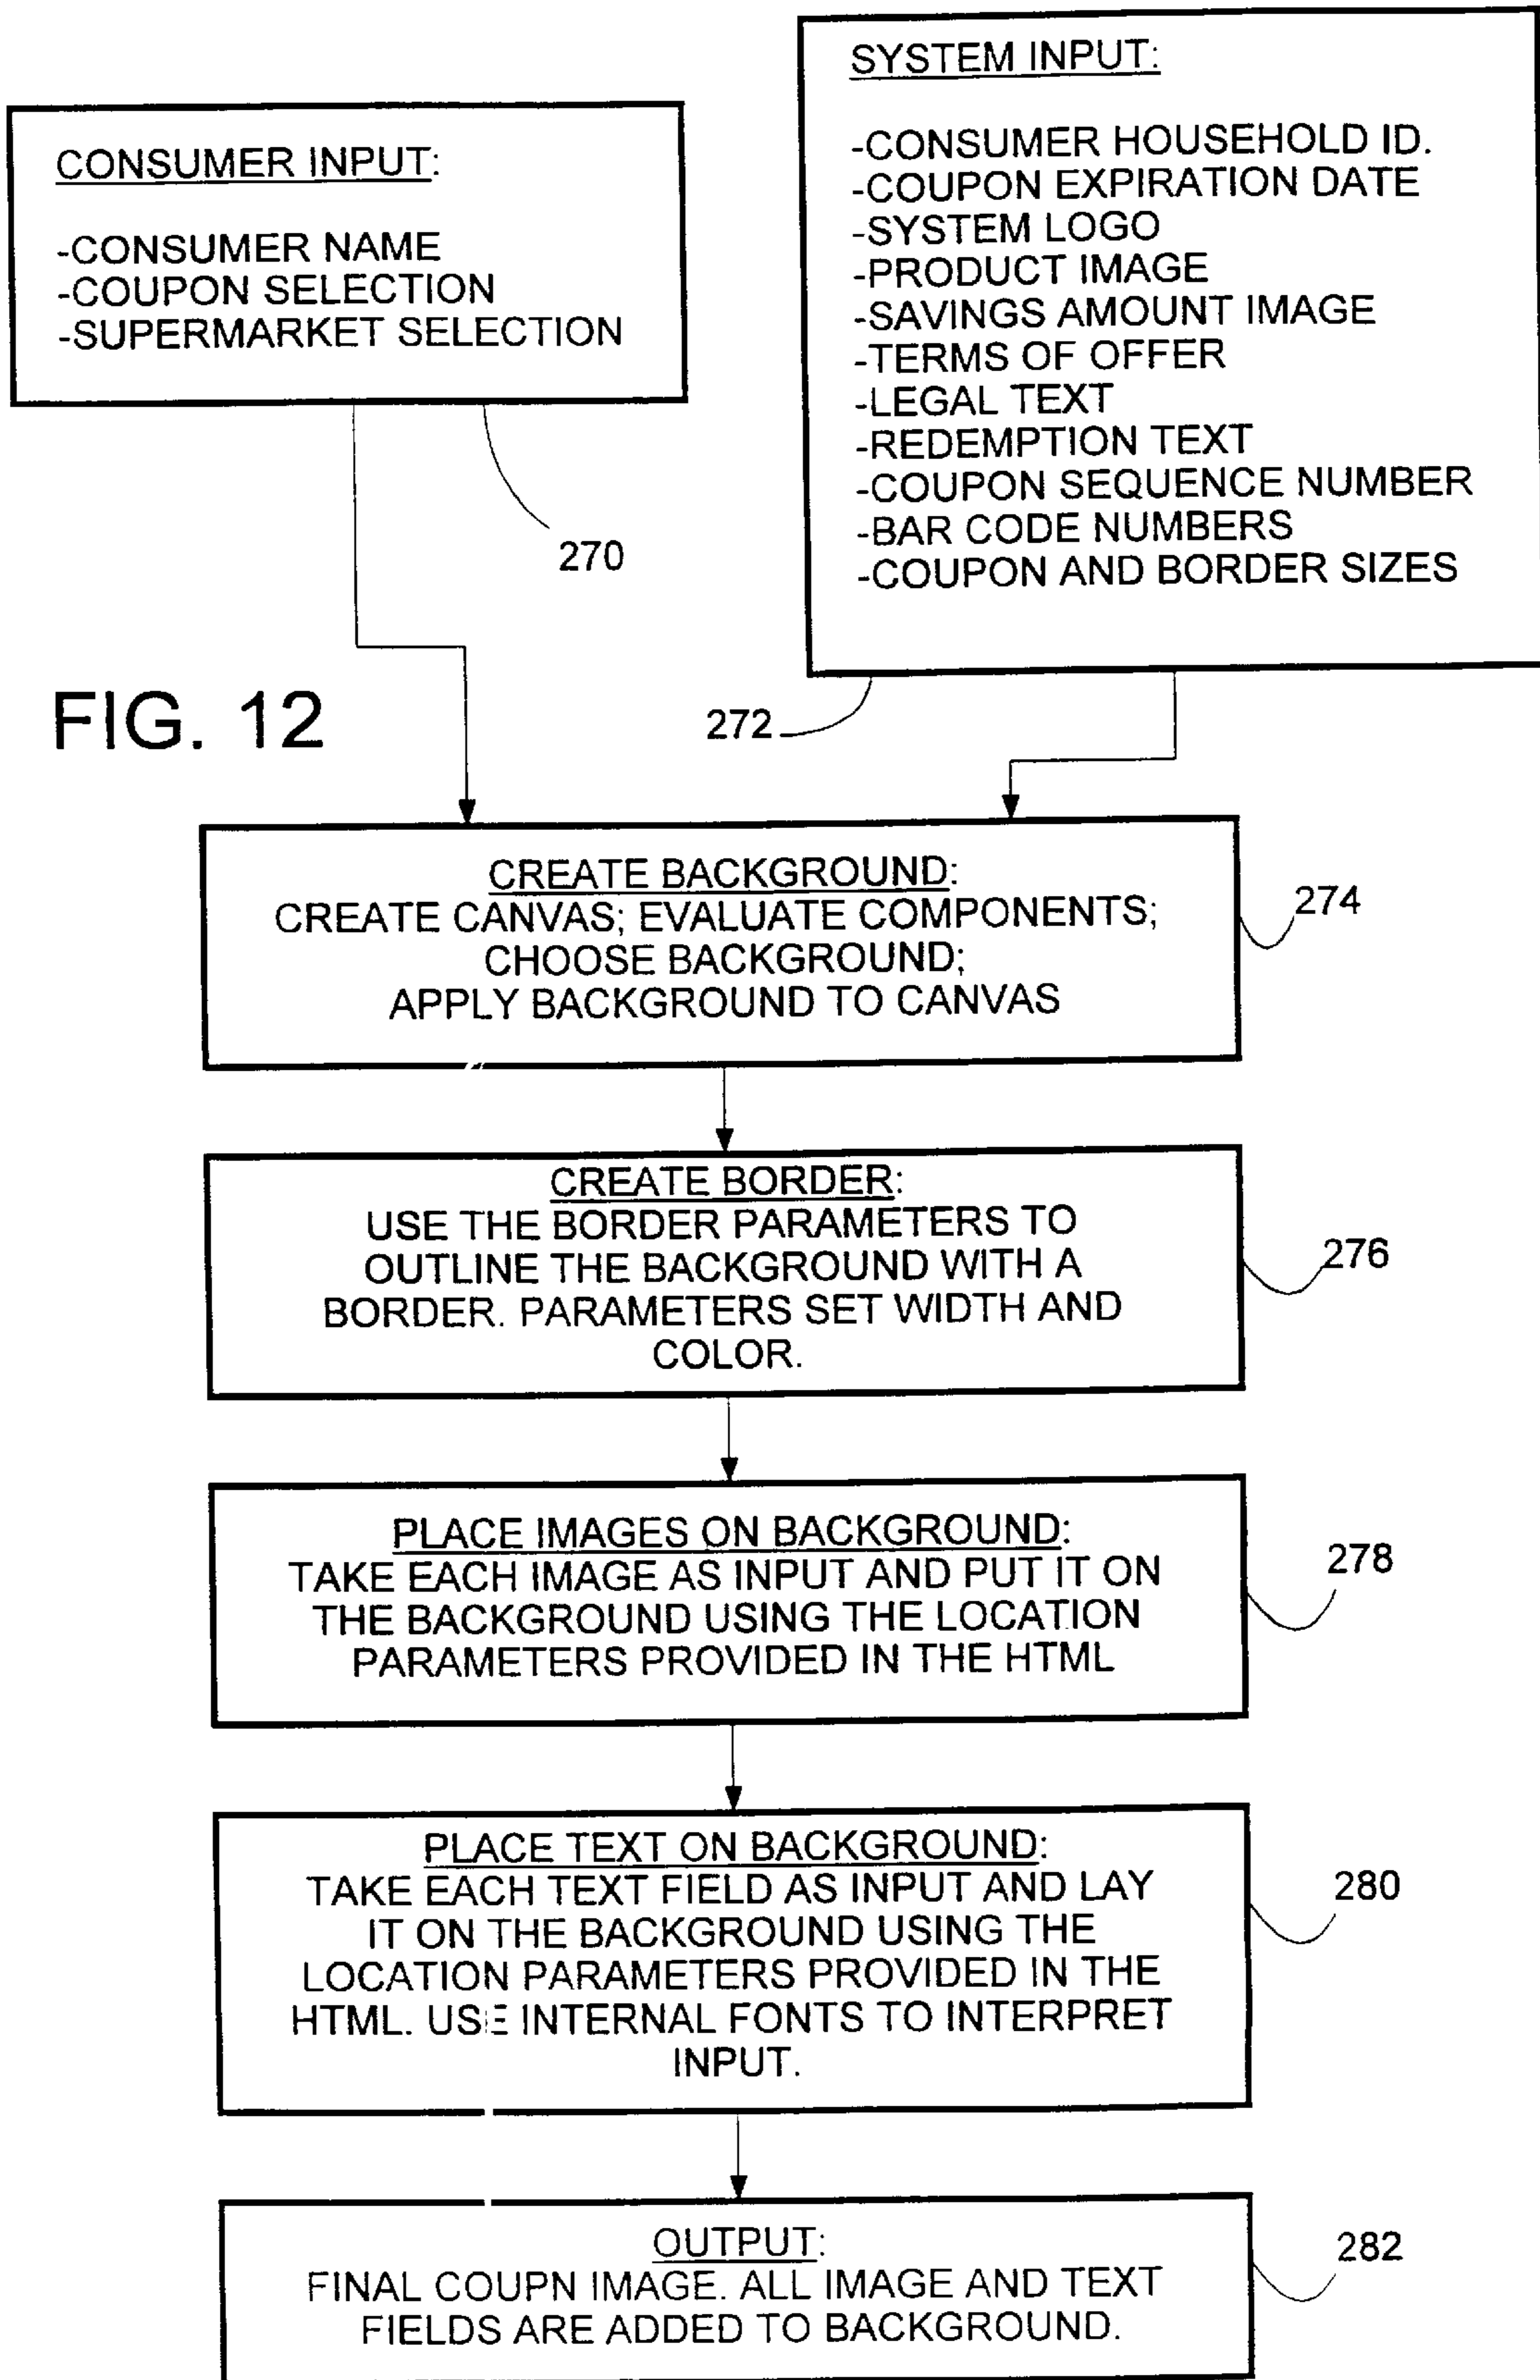 CONSUMER INPUT:
-CONSUMER NAME
-COUPON SELECTION
-SUPERMARKET SELECTION
270
SYSTEM INPUT:
-CONSUMER HOUSEHOLD ID.
-COUPON EXPIRATION DATE
-SYSTEM LOGO
-PRODUCT IMAGE
-SAVINGS AMOUNT IMAGE
-TERMS OF OFFER
-LEGAL TEXT
-REDEMPTION TEXT
-COUPON SEQUENCE NUMBER
-BAR CODE NUMBERS
-COUPON AND BORDER SIZES
272
FIG. 12
CREATE BACKGROUND:
CREATE CANVAS; EVALUATE COMPONENTS;
CHOOSE BACKGROUND;
APPLY BACKGROUND TO CANVAS
274
CREATE BORDER:
USE THE BORDER PARAMETERS TO
OUTLINE THE BACKGROUND WITH A
BORDER. PARAMETERS SET WIDTH AND
COLOR.
276
PLACE IMAGES ON BACKGROUND:
TAKE EACH IMAGE AS INPUT AND PUT IT ON
THE BACKGROUND USING THE LOCATION
PARAMETERS PROVIDED IN THE HTML
278
PLACE TEXT ON BACKGROUND:
TAKE EACH TEXT FIELD AS INPUT AND LAY
IT ON THE BACKGROUND USING THE
LOCATION PARAMETERS PROVIDED IN THE
HTML. USE INTERNAL FONTS TO INTERPRET
INPUT.
280
OUTPUT:
FINAL COUPN IMAGE. ALL IMAGE AND TEXT
FIELDS ARE ADDED TO BACKGROUND.
282